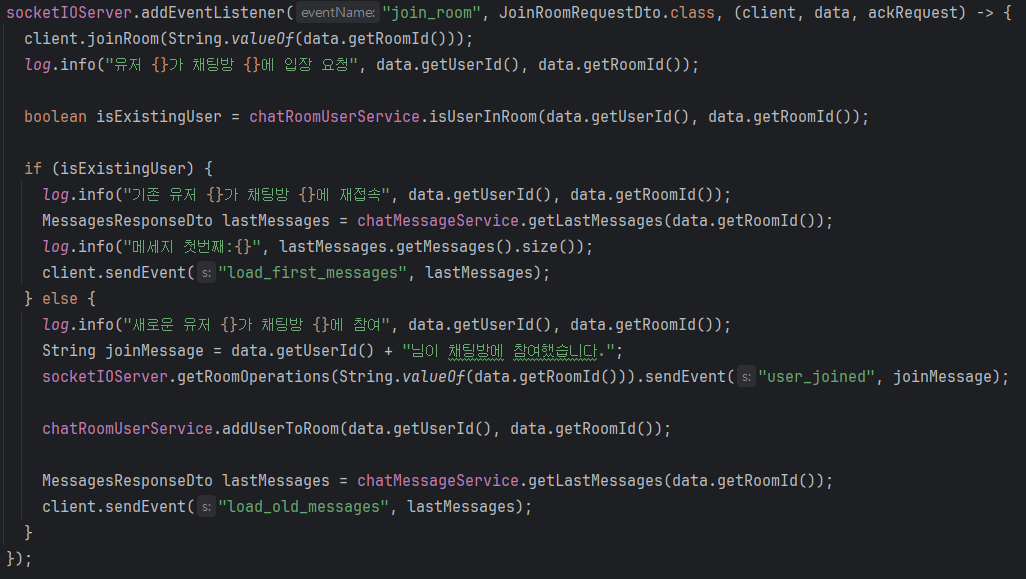 socketIOServer.addEventListener( eventName: "join_room", JoinRoomRequestDto.class, (client, data, ackRequest) -> {
client.joinRoom(String.valueOf(data.getRoomId()));
log.info("유저 {}가 채팅방 {}에 입장 요청", data.getUserId(), data.getRoomId());
boolean isExistingUser = chatRoomUserService.isUserInRoom(data.getUserId(), data.getRoomId());
if (isExistingUser) {
log.info("기존 유저 {}가 채팅방 {}에 재접속", data.getUserId(), data.getRoomId());
MessagesResponseDto lastMessages = chatMessageService.getLastMessages(data.getRoomId());
log.info("메세지 첫번째:{}", lastMessages.getMessages().size());
client.sendEvent( s: "load_first_messages", lastMessages);
} else {
log.info("새로운 유저 {}가 채팅방 {}에 참여", data.getUserId(), data.getRoomId());
String joinMessage = data.getUserId() + "님이 채팅방에 참여했습니다.";
socketIOServer.getRoomOperations(String.valueOf(data.getRoomId())).sendEvent( s: "user_joined", joinMessage);
chatRoomUserService.addUserToRoom(data.getUserId(), data.getRoomId());
MessagesResponseDto lastMessages = chatMessageService.getLastMessages(data.getRoomId());
client.sendEvent( s: "load_old_messages", lastMessages);
}
});